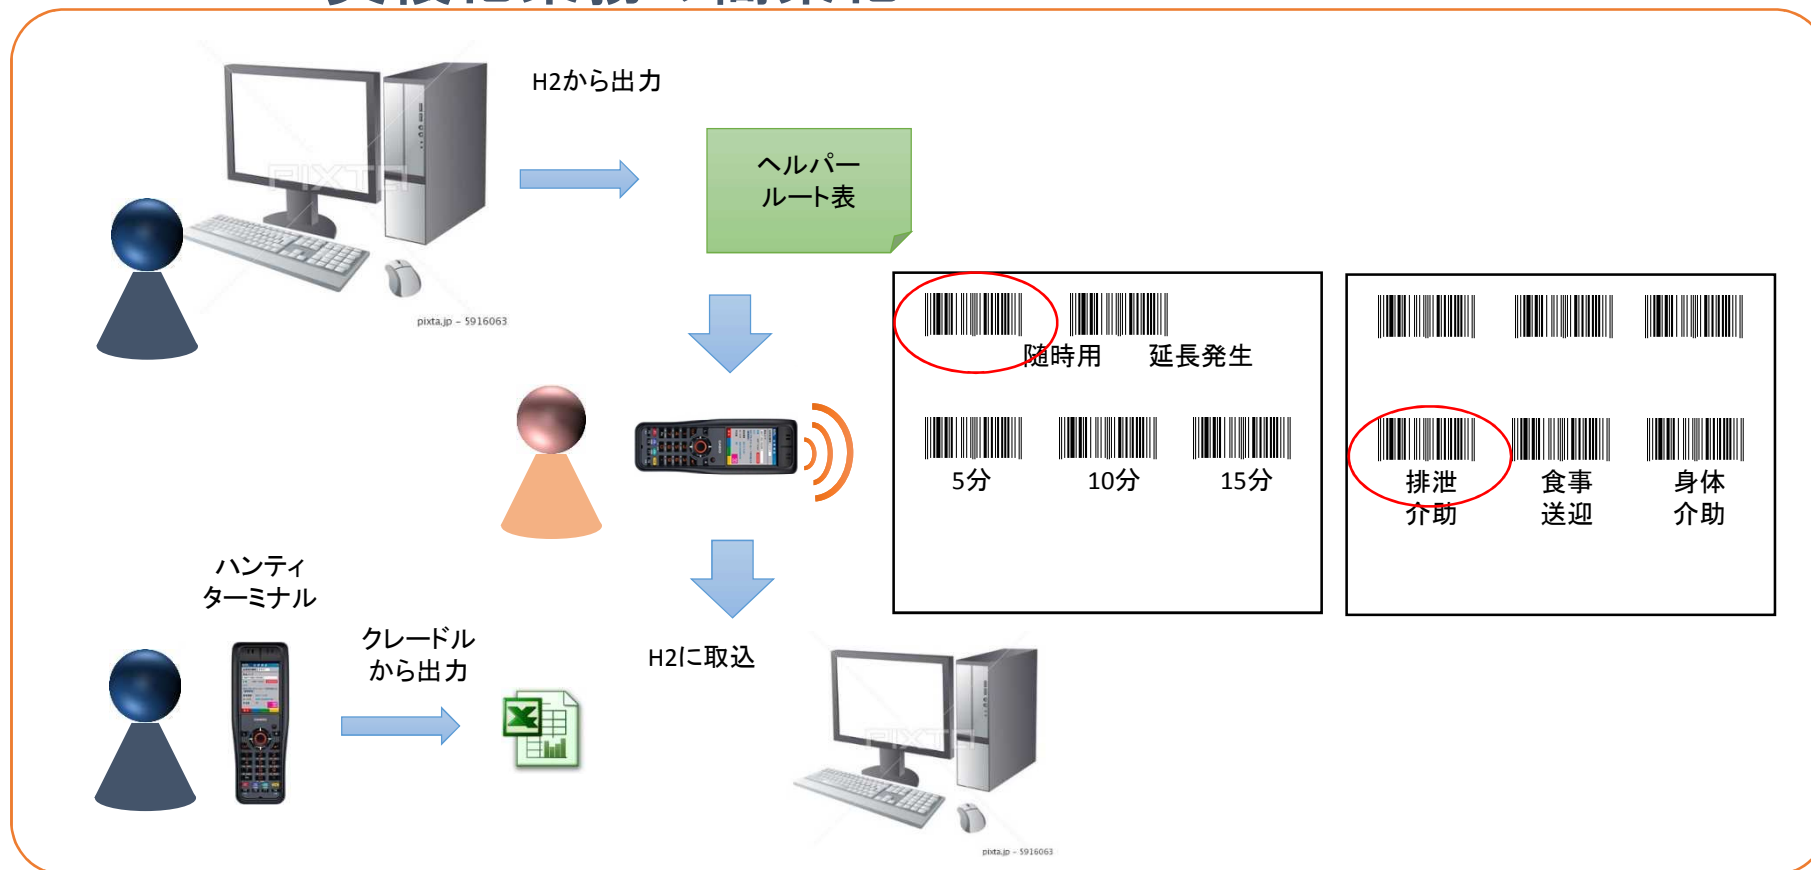 H2から出力
ヘルパー
ルート表
pixta.jp - 5916063
随時用 延長発生
5分 10分 15分
排泄 食事 身体
介助 送迎 介助
ハンティ
ターミナル
クレードル
から出力
H2に取込
pixta.jp - 5916063
PIXTA
PIXTA